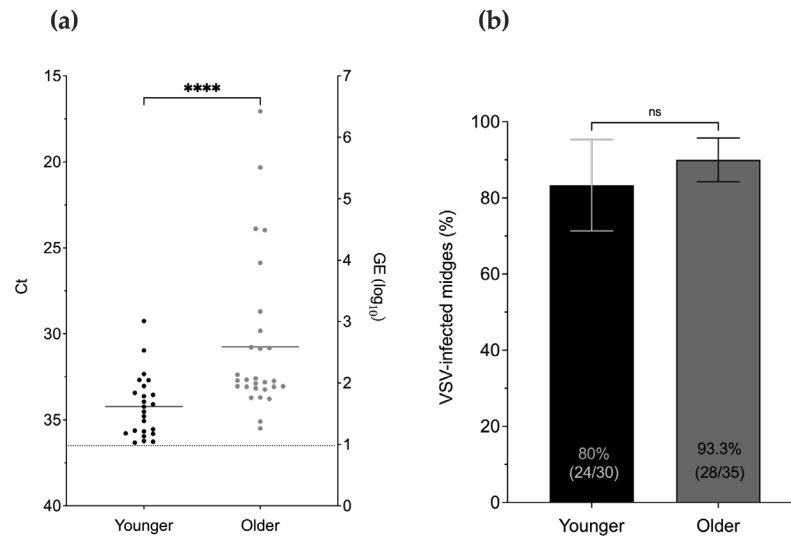 (a)
(b)
****
15
20
25
30
35
40
Ct
7
6
5
4
3
2
1
0
GE (log₁₀)
Younger
Older
ns
100
80
60
40
20
0
VSV-infected midges (%)
80%
(24/30)
93.3%
(28/35)
Younger
Older